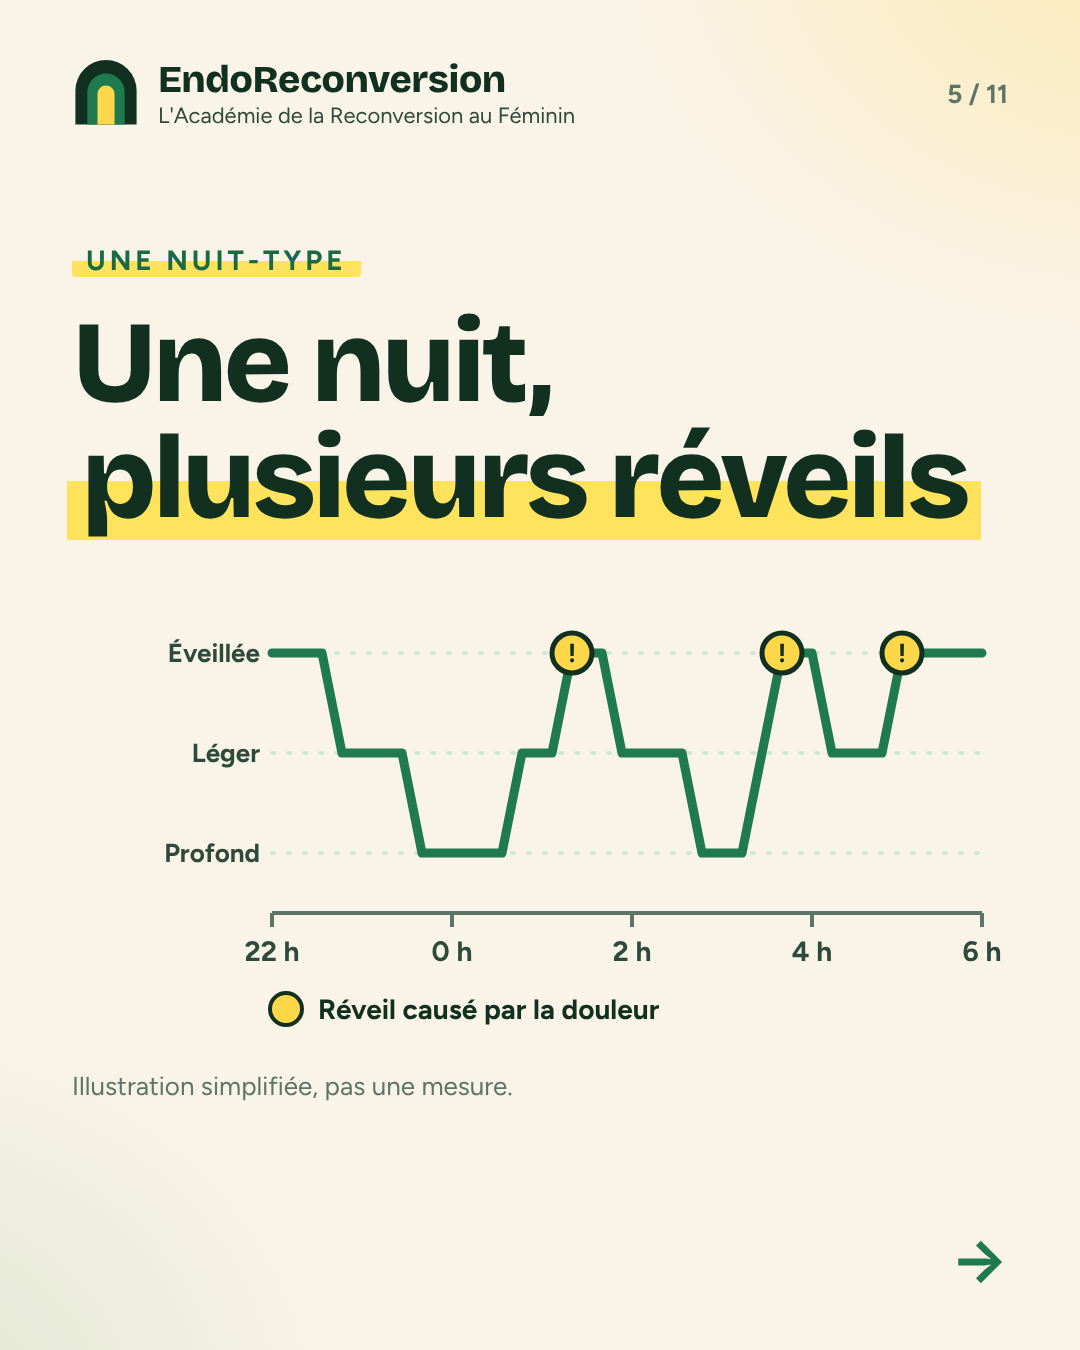 EndoReconversion
L'Académie de la Reconversion au Féminin
5 / 11
UNE NUIT-TYPE
Une nuit,
plusieurs réveils
Éveillée
!
!
!
Léger
Profond
22 h
0 h
2 h
4 h
6 h
Réveil causé par la douleur
Illustration simplifiée, pas une mesure.